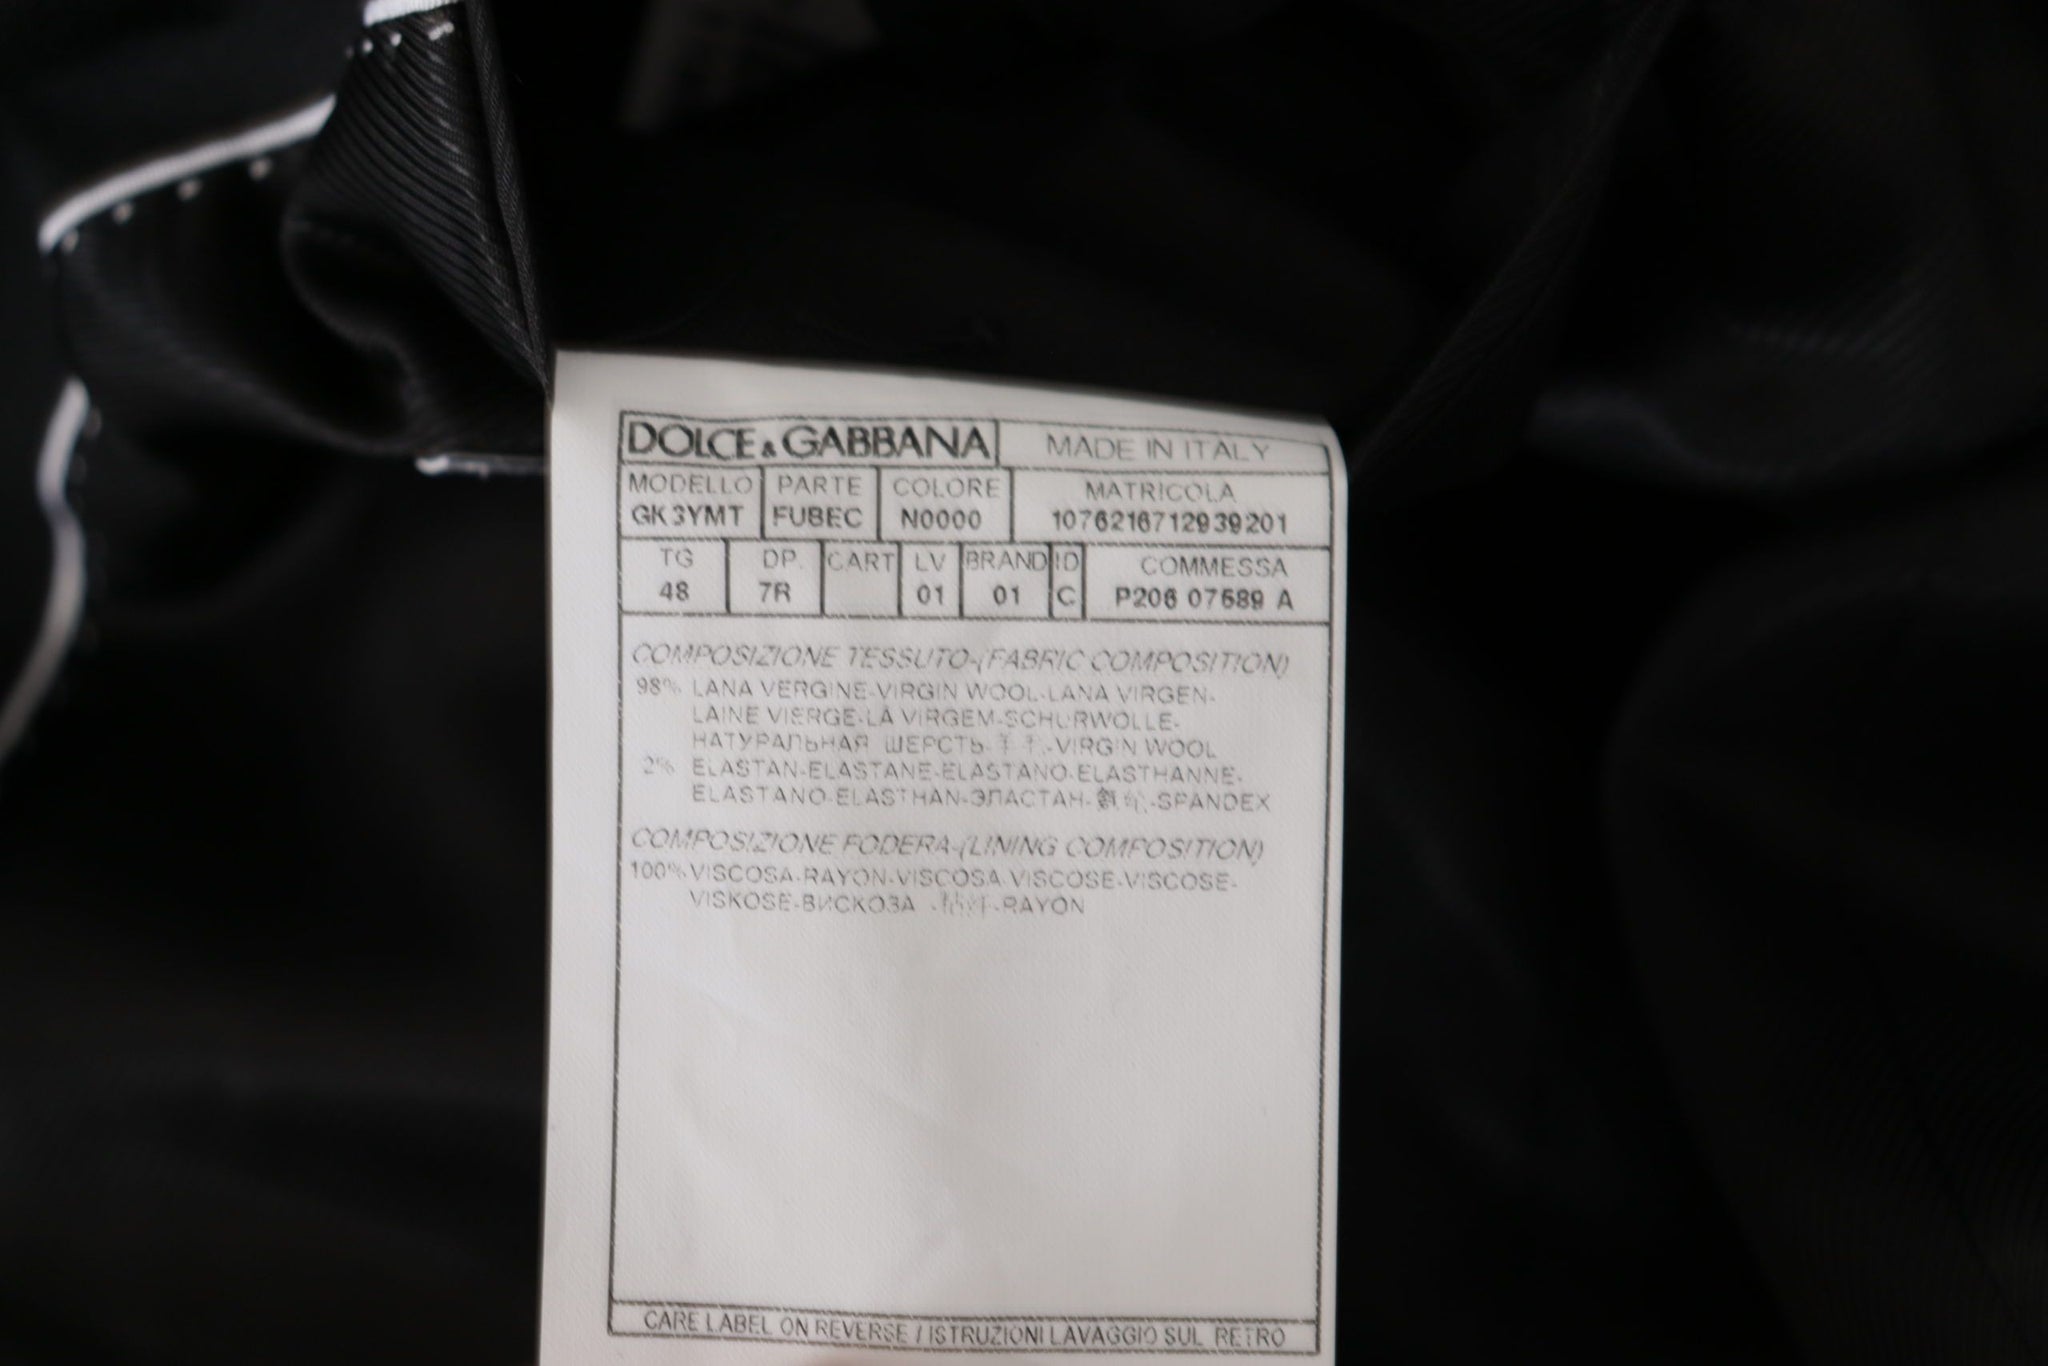 DOLCE & GABBANA MADE IN ITALY
MODELLO PARTE COLORE MATRICOLA
GK3YMT FUBEC N0000 1076216712939201
TG DP. CART LV BRAND ID COMMESSA
48 7R 01 01 C P206 07689 A
COMPOSIZIONE TESSUTO-(FABRIC COMPOSITION)
98% LANA VERGINE-VIRGIN WOOL-LANA VIRGEN-
LAINE VIERGE-LÃ VIRGEM-SCHURWOLLE-
НАТУРАЛЬНАЯ ШЕРСТЬ- -VIRGIN WOOL
2% ELASTAN-ELASTANE-ELASTANO-ELASTHANNE-
ELASTANO-ELASTHAN-ЭЛАСТАН- -SPANDEX
COMPOSIZIONE FODERA-(LINING COMPOSITION)
100% VISCOSA-RAYON-VISCOSA-VISCOSE-VISCOSE-
VISKOSE-ВИСКОЗА - -RAYON
CARE LABEL ON REVERSE / ISTRUZIONI LAVAGGIO SUL RETRO